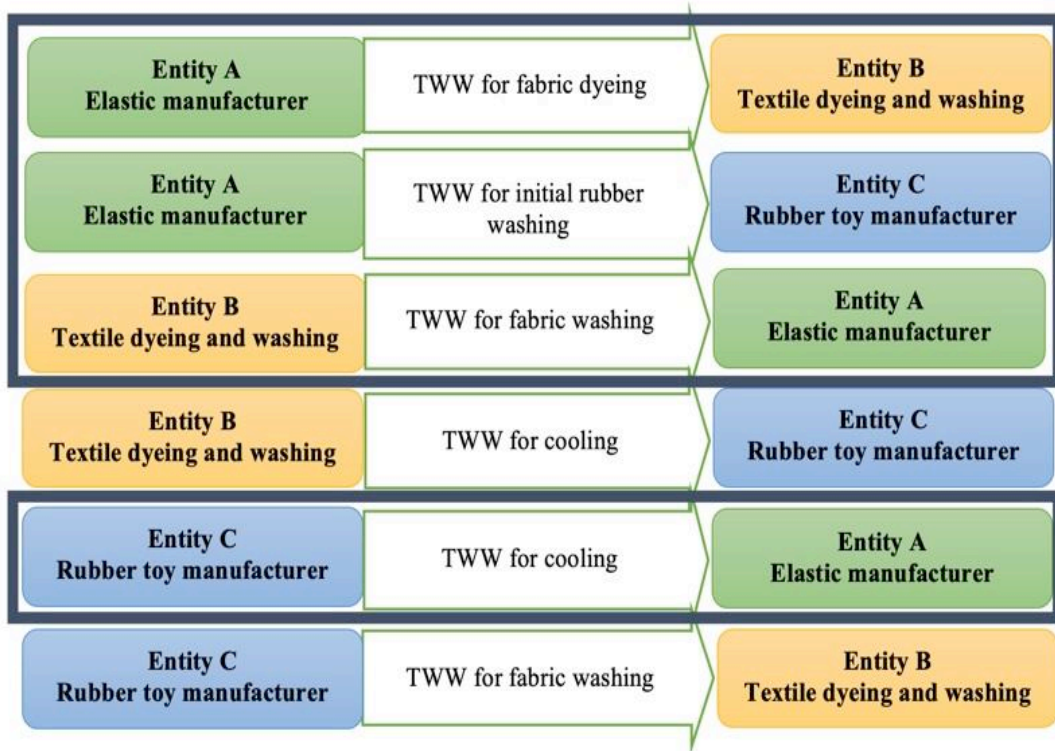 Entity A
Elastic manufacturer
TWW for fabric dyeing
Entity B
Textile dyeing and washing
Entity A
Elastic manufacturer
TWW for initial rubber
washing
Entity C
Rubber toy manufacturer
Entity B
Textile dyeing and washing
TWW for fabric washing
Entity A
Elastic manufacturer
Entity B
Textile dyeing and washing
TWW for cooling
Entity C
Rubber toy manufacturer
Entity C
Rubber toy manufacturer
TWW for cooling
Entity A
Elastic manufacturer
Entity C
Rubber toy manufacturer
TWW for fabric washing
Entity B
Textile dyeing and washing